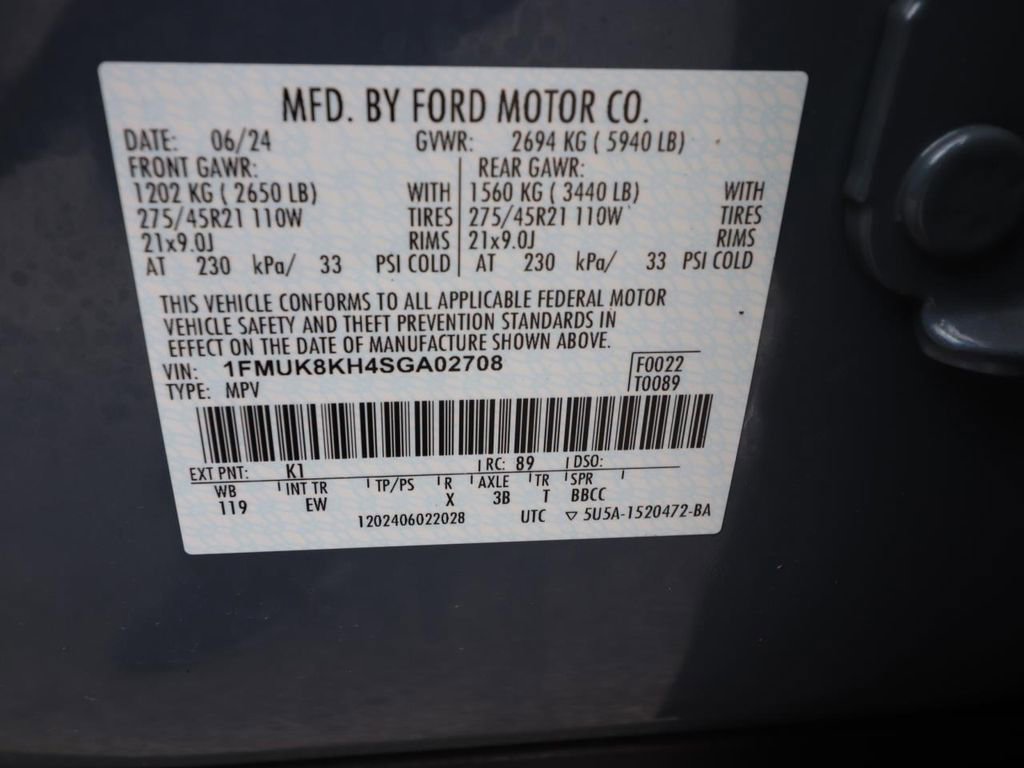 MFD. BY FORD MOTOR CO.
DATE: 06/24 GVWR: 2694 KG ( 5940 LB)
FRONT GAWR: REAR GAWR:
1202 KG ( 2650 LB) WITH 1560 KG ( 3440 LB) WITH
275/45R21 110W TIRES 275/45R21 110W TIRES
21x9.0J RIMS 21x9.0J RIMS
AT 230 kPa/ 33 PSI COLD AT 230 kPa/ 33 PSI COLD
THIS VEHICLE CONFORMS TO ALL APPLICABLE FEDERAL MOTOR
VEHICLE SAFETY AND THEFT PREVENTION STANDARDS IN
EFFECT ON THE DATE OF MANUFACTURE SHOWN ABOVE.
VIN: 1FMUK8KH4SGA02708 F0022
TYPE: MPV T0089
EXT PNT: K1 RC: 89 DSO:
WB INT TR TP/PS R AXLE TR SPR
119 EW X 3B T BBCC
1202406022028 UTC ▽ 5U5A-1520472-BA